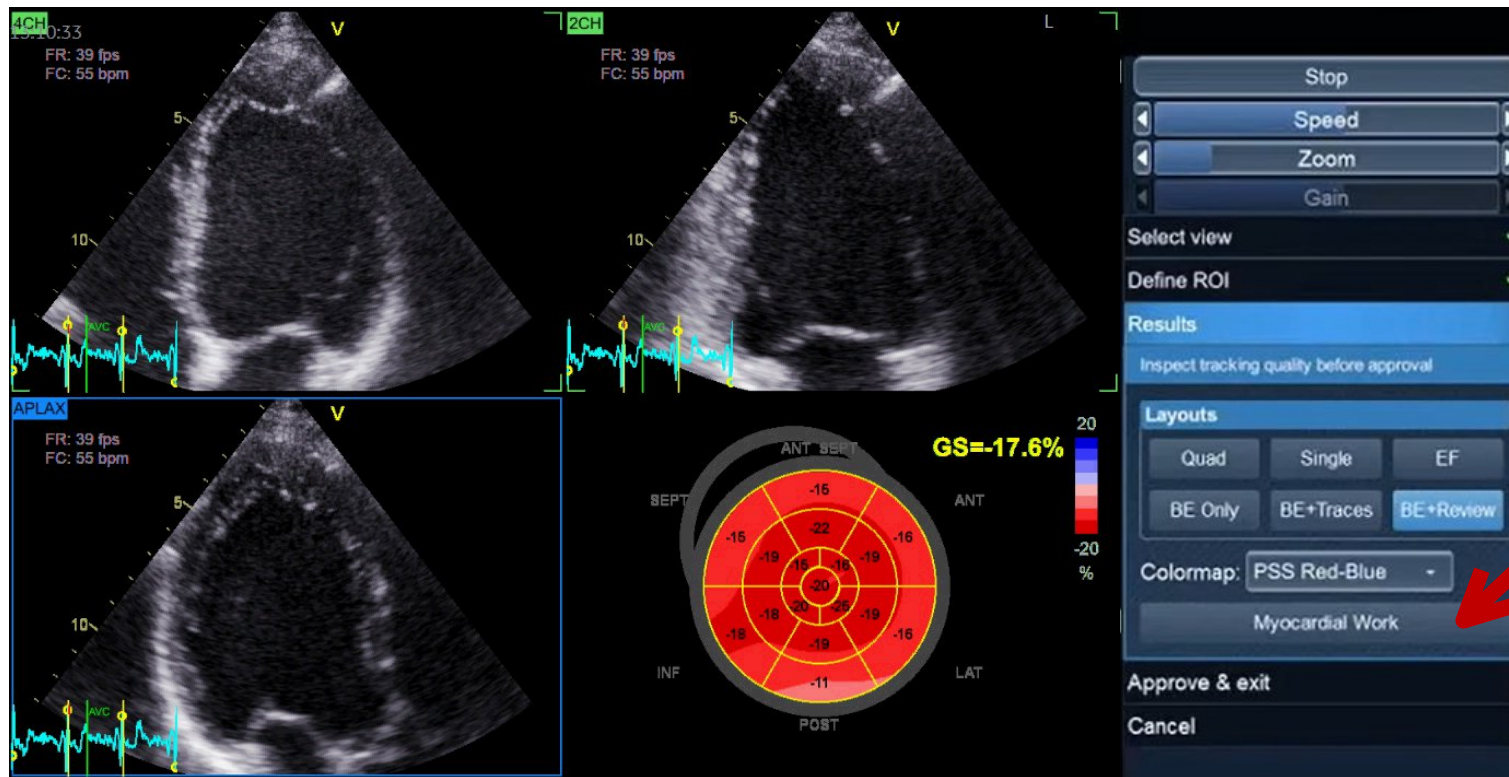 4CH
13:10:33
FR: 39 fps
FC: 55 bpm
V
5
10
AVC
2CH
L
FR: 39 fps
FC: 55 bpm
V
5
10
AVC
APLAX
FR: 39 fps
FC: 55 bpm
V
5
10
AVC
GS=-17.6%
20
-20
%
ANT SEPT
SEPT
ANT
INF
LAT
POST
-15
-15
-22
-16
-19
-19
-15
-16
-20
-18
-20
-25
-19
-18
-19
-16
-11
Stop
Speed
Zoom
Gain
Select view
Define ROI
Results
Inspect tracking quality before approval
Layouts
Quad
Single
EF
BE Only
BE+Traces
BE+Review
Colormap:
PSS Red-Blue
Myocardial Work
Approve & exit
Cancel